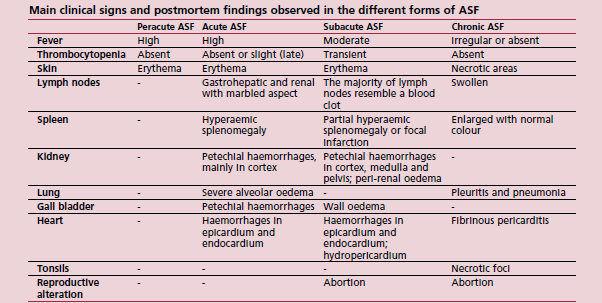 Main clinical signs and postmortem findings observed in the different forms of ASF
Peracute ASF Acute ASF Subacute ASF Chronic ASF
Fever High High Moderate Irregular or absent
Thrombocytopenia Absent Absent or slight (late) Transient Absent
Skin Erythema Erythema Erythema Necrotic areas
Lymph nodes - Gastrohepatic and renal The majority of lymph Swollen
with marbled aspect nodes resemble a blood
clot
Spleen - Hyperaemic Partial hyperaemic Enlarged with normal
splenomegaly splenomegaly or focal colour
infarction
Kidney - Petechial haemorrhages, Petechial haemorrhages -
mainly in cortex in cortex, medulla and
pelvis; peri-renal oedema
Lung - Severe alveolar oedema - Pleuritis and pneumonia
Gall bladder - Petechial haemorrhages Wall oedema -
Heart - Haemorrhages in Haemorrhages in Fibrinous pericarditis
epicardium and epicardium and
endocardium endocardium;
hydropericardium
Tonsils - - - Necrotic foci
Reproductive - - Abortion Abortion
alteration